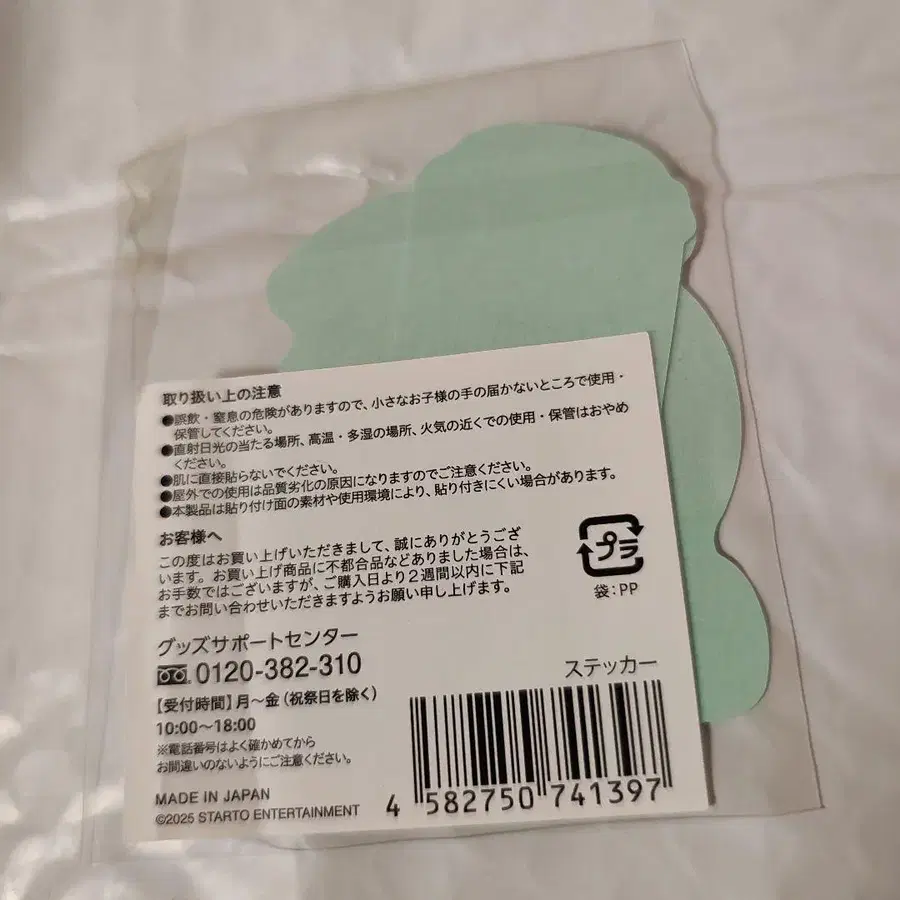 取り扱い上の注意
●誤飲・窒息の危険がありますので、小さなお子様の手の届かないところで使用・
保管してください。
●直射日光の当たる場所、高温・多湿の場所、火気の近くでの使用・保管はおやめ
ください。
●肌に直接貼らないでください。
●屋外での使用は品質劣化の原因になりますのでご注意ください。
●本製品は貼り付け面の素材や使用環境により、貼り付きにくい場合があります。
お客様へ
この度はお買い上げいただきまして、誠にありがとうござ
います。お買い上げ商品に不都合品などありました場合は、
お手数ではございますが、ご購入日より2週間以内に下記
までお問い合わせいただきますようお願い申し上げます。
プラ
袋:PP
グッズサポートセンター
0120-382-310
【受付時間】月～金(祝祭日を除く)
10:00～18:00
※電話番号はよく確かめてから
お間違いのないようにご注意ください。
MADE IN JAPAN
©2025 STARTO ENTERTAINMENT
ステッカー
4 582750 741397